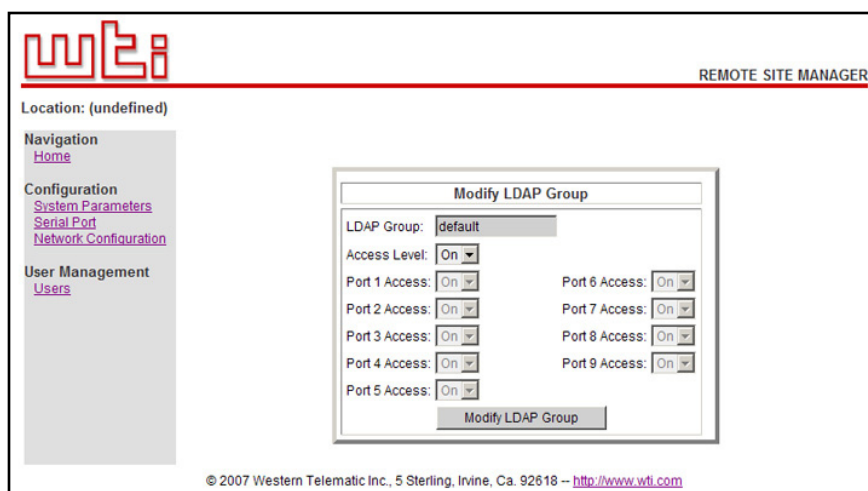 wti
REMOTE SITE MANAGER
Location: (undefined)
Navigation
Home
Configuration
System Parameters
Serial Port
Network Configuration
User Management
Users
Modify LDAP Group
LDAP Group: default
Access Level: On
Port 1 Access: On
Port 6 Access: On
Port 2 Access: On
Port 7 Access: On
Port 3 Access: On
Port 8 Access: On
Port 4 Access: On
Port 9 Access: On
Port 5 Access: On
Modify LDAP Group
© 2007 Western Telematic Inc., 5 Sterling, Irvine, Ca. 92618 -- http://www.wti.com